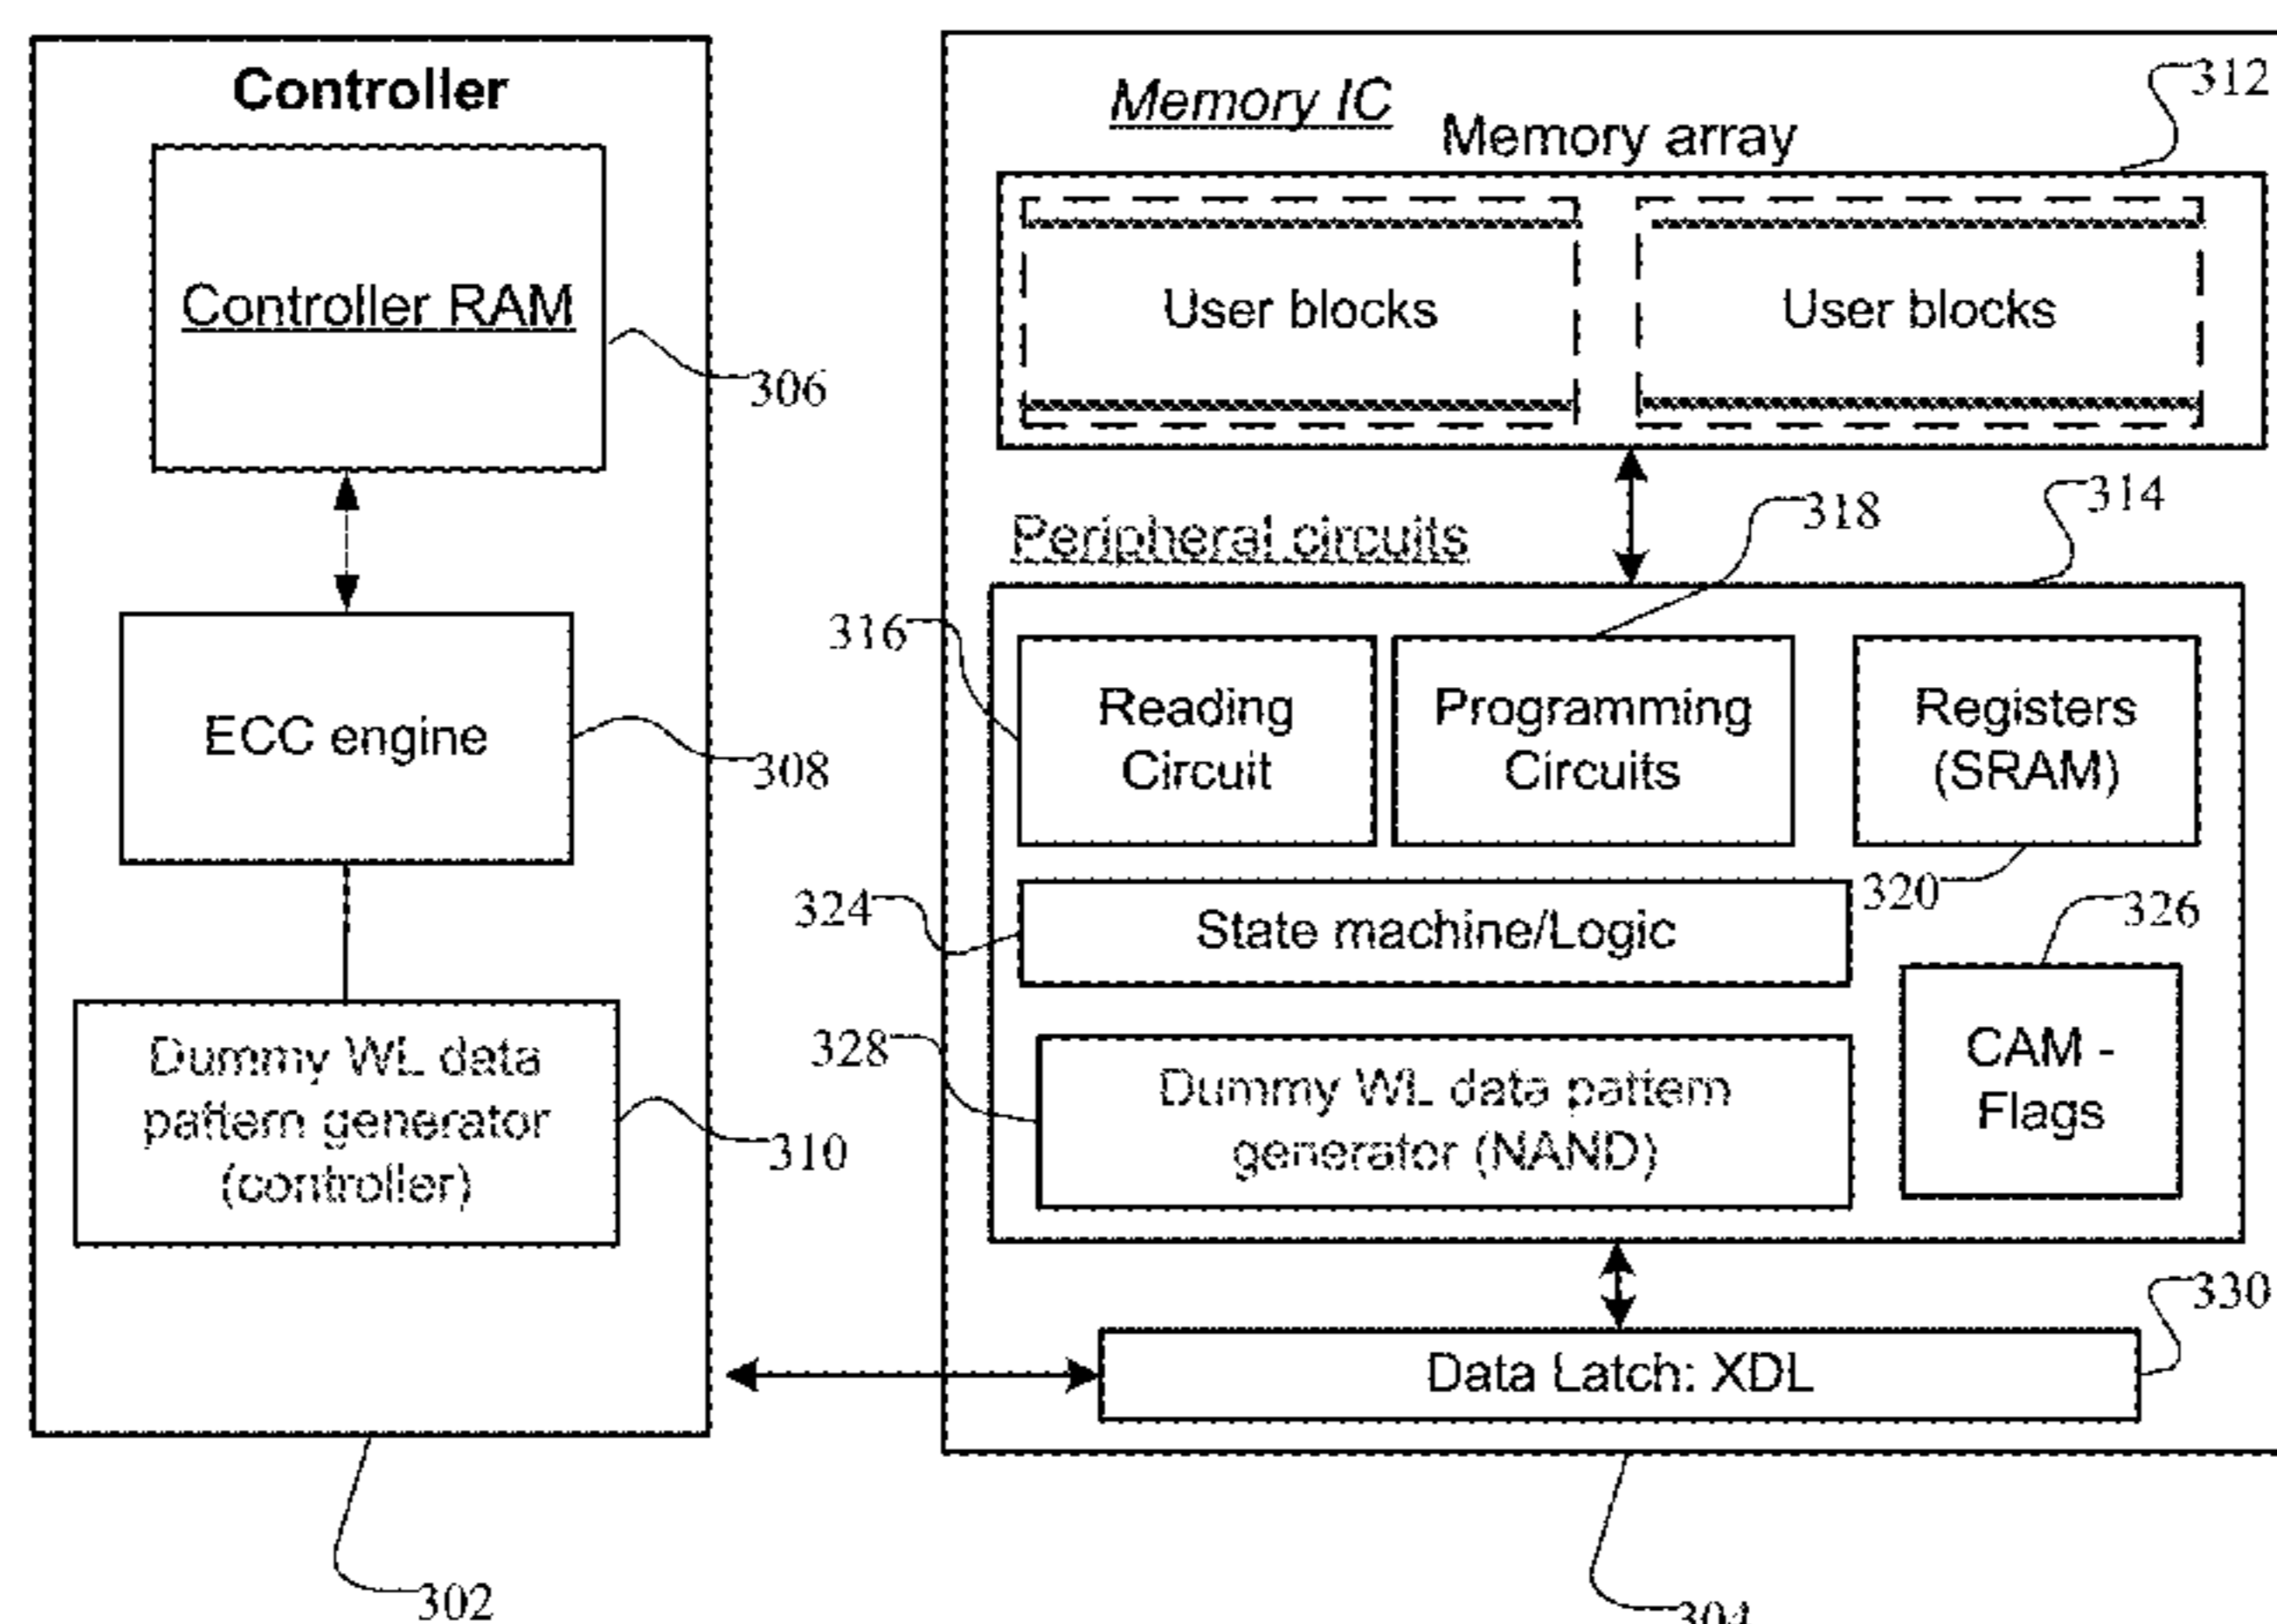 Controller
Controller RAM
306
ECC engine
308
Dummy WL data
pattern generator
(controller)
310
302
Memory IC
Memory array
312
User blocks
User blocks
Peripheral circuits
318
314
316
Reading
Circuit
Programming
Circuits
Registers
(SRAM)
320
324
State machine/Logic
326
328
Dummy WL data pattern
generator (NAND)
CAM -
Flags
330
Data Latch: XDL
304